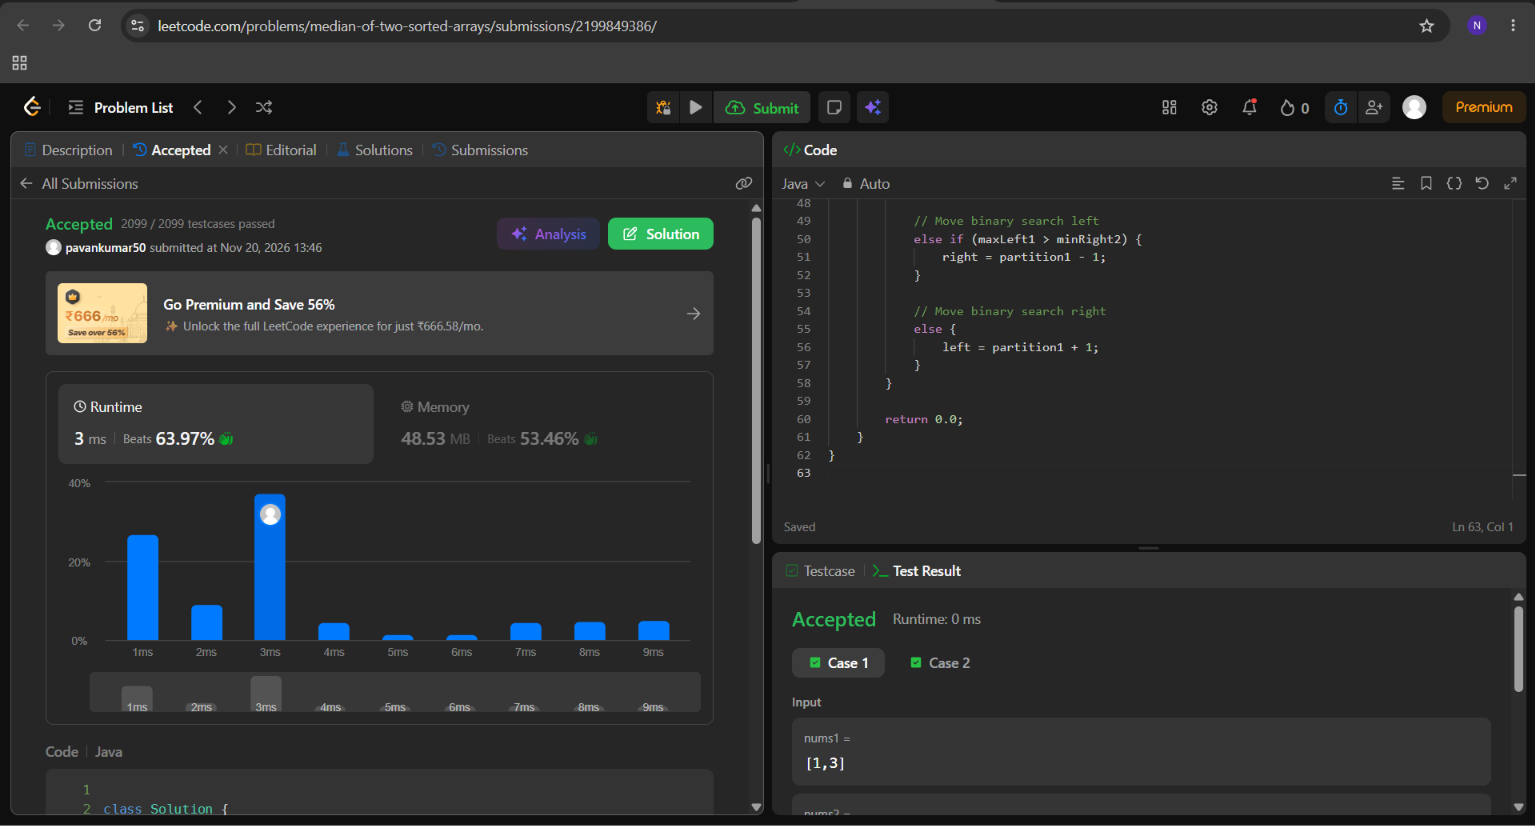 leetcode.com/problems/median-of-two-sorted-arrays/submissions/2199849386/
N
Problem List
Submit
0
Premium
Description
Accepted
Editorial
Solutions
Submissions
All Submissions
Accepted 2099 / 2099 testcases passed
pavankumar50 submitted at Nov 20, 2026 13:46
Analysis
Solution
₹666 /mo
Save over 56%
Go Premium and Save 56%
✨ Unlock the full LeetCode experience for just ₹666.58/mo.
Runtime
3 ms Beats 63.97%
Memory
48.53 MB Beats 53.46%
40%
20%
0%
1ms 2ms 3ms 4ms 5ms 6ms 7ms 8ms 9ms
1ms 2ms 3ms 4ms 5ms 6ms 7ms 8ms 9ms
Code Java
1
2 class Solution {
</> Code
Java Auto
48
49 // Move binary search left
50 else if (maxLeft1 > minRight2) {
51 right = partition1 - 1;
52 }
53
54 // Move binary search right
55 else {
56 left = partition1 + 1;
57 }
58 }
59
60 return 0.0;
61 }
62 }
63
Saved
Ln 63, Col 1
Testcase
>_ Test Result
Accepted Runtime: 0 ms
Case 1
Case 2
Input
nums1 =
[1,3]
nums2 =